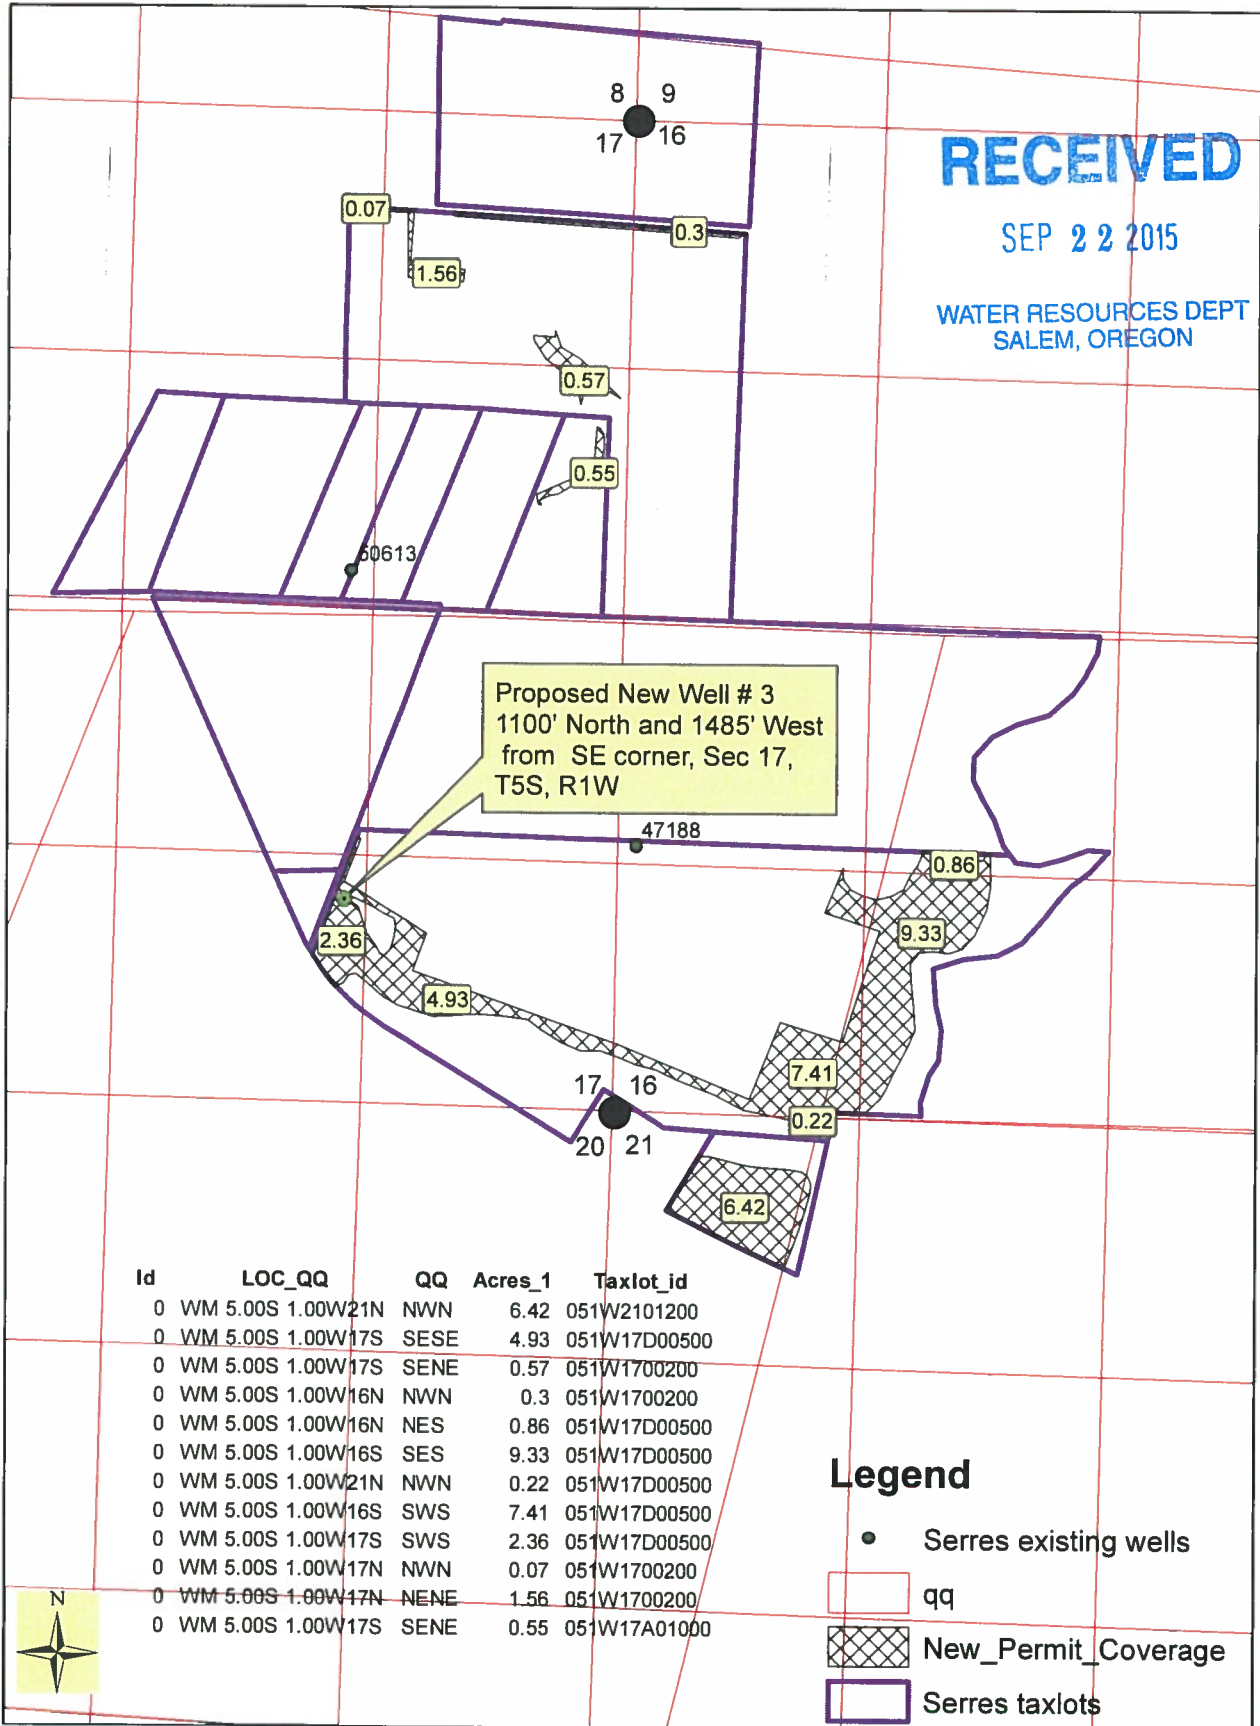 8 9
17 16
RECEIVED
SEP 22 2015
WATER RESOURCES DEPT
SALEM, OREGON
0.07
0.3
1.56
0.57
0.55
60613
Proposed New Well # 3
1100' North and 1485' West
from SE corner, Sec 17,
T5S, R1W
47188
0.86
9.33
2.36
4.93
7.41
17 16
0.22
20 21
6.42
Id LOC_QQ QQ Acres_1 Taxlot_id
0 WM 5.00S 1.00W21N NWN 6.42 051W2101200
0 WM 5.00S 1.00W17S SESE 4.93 051W17D00500
0 WM 5.00S 1.00W17S SENE 0.57 051W1700200
0 WM 5.00S 1.00W16N NWN 0.3 051W1700200
0 WM 5.00S 1.00W16N NES 0.86 051W17D00500
0 WM 5.00S 1.00W16S SES 9.33 051W17D00500
0 WM 5.00S 1.00W21N NWN 0.22 051W17D00500
0 WM 5.00S 1.00W16S SWS 7.41 051W17D00500
0 WM 5.00S 1.00W17S SWS 2.36 051W17D00500
0 WM 5.00S 1.00W17N NWN 0.07 051W1700200
0 WM 5.00S 1.00W17N NENE 1.56 051W1700200
0 WM 5.00S 1.00W17S SENE 0.55 051W17A01000
N
Legend
Serres existing wells
qq
New_Permit_Coverage
Serres taxlots